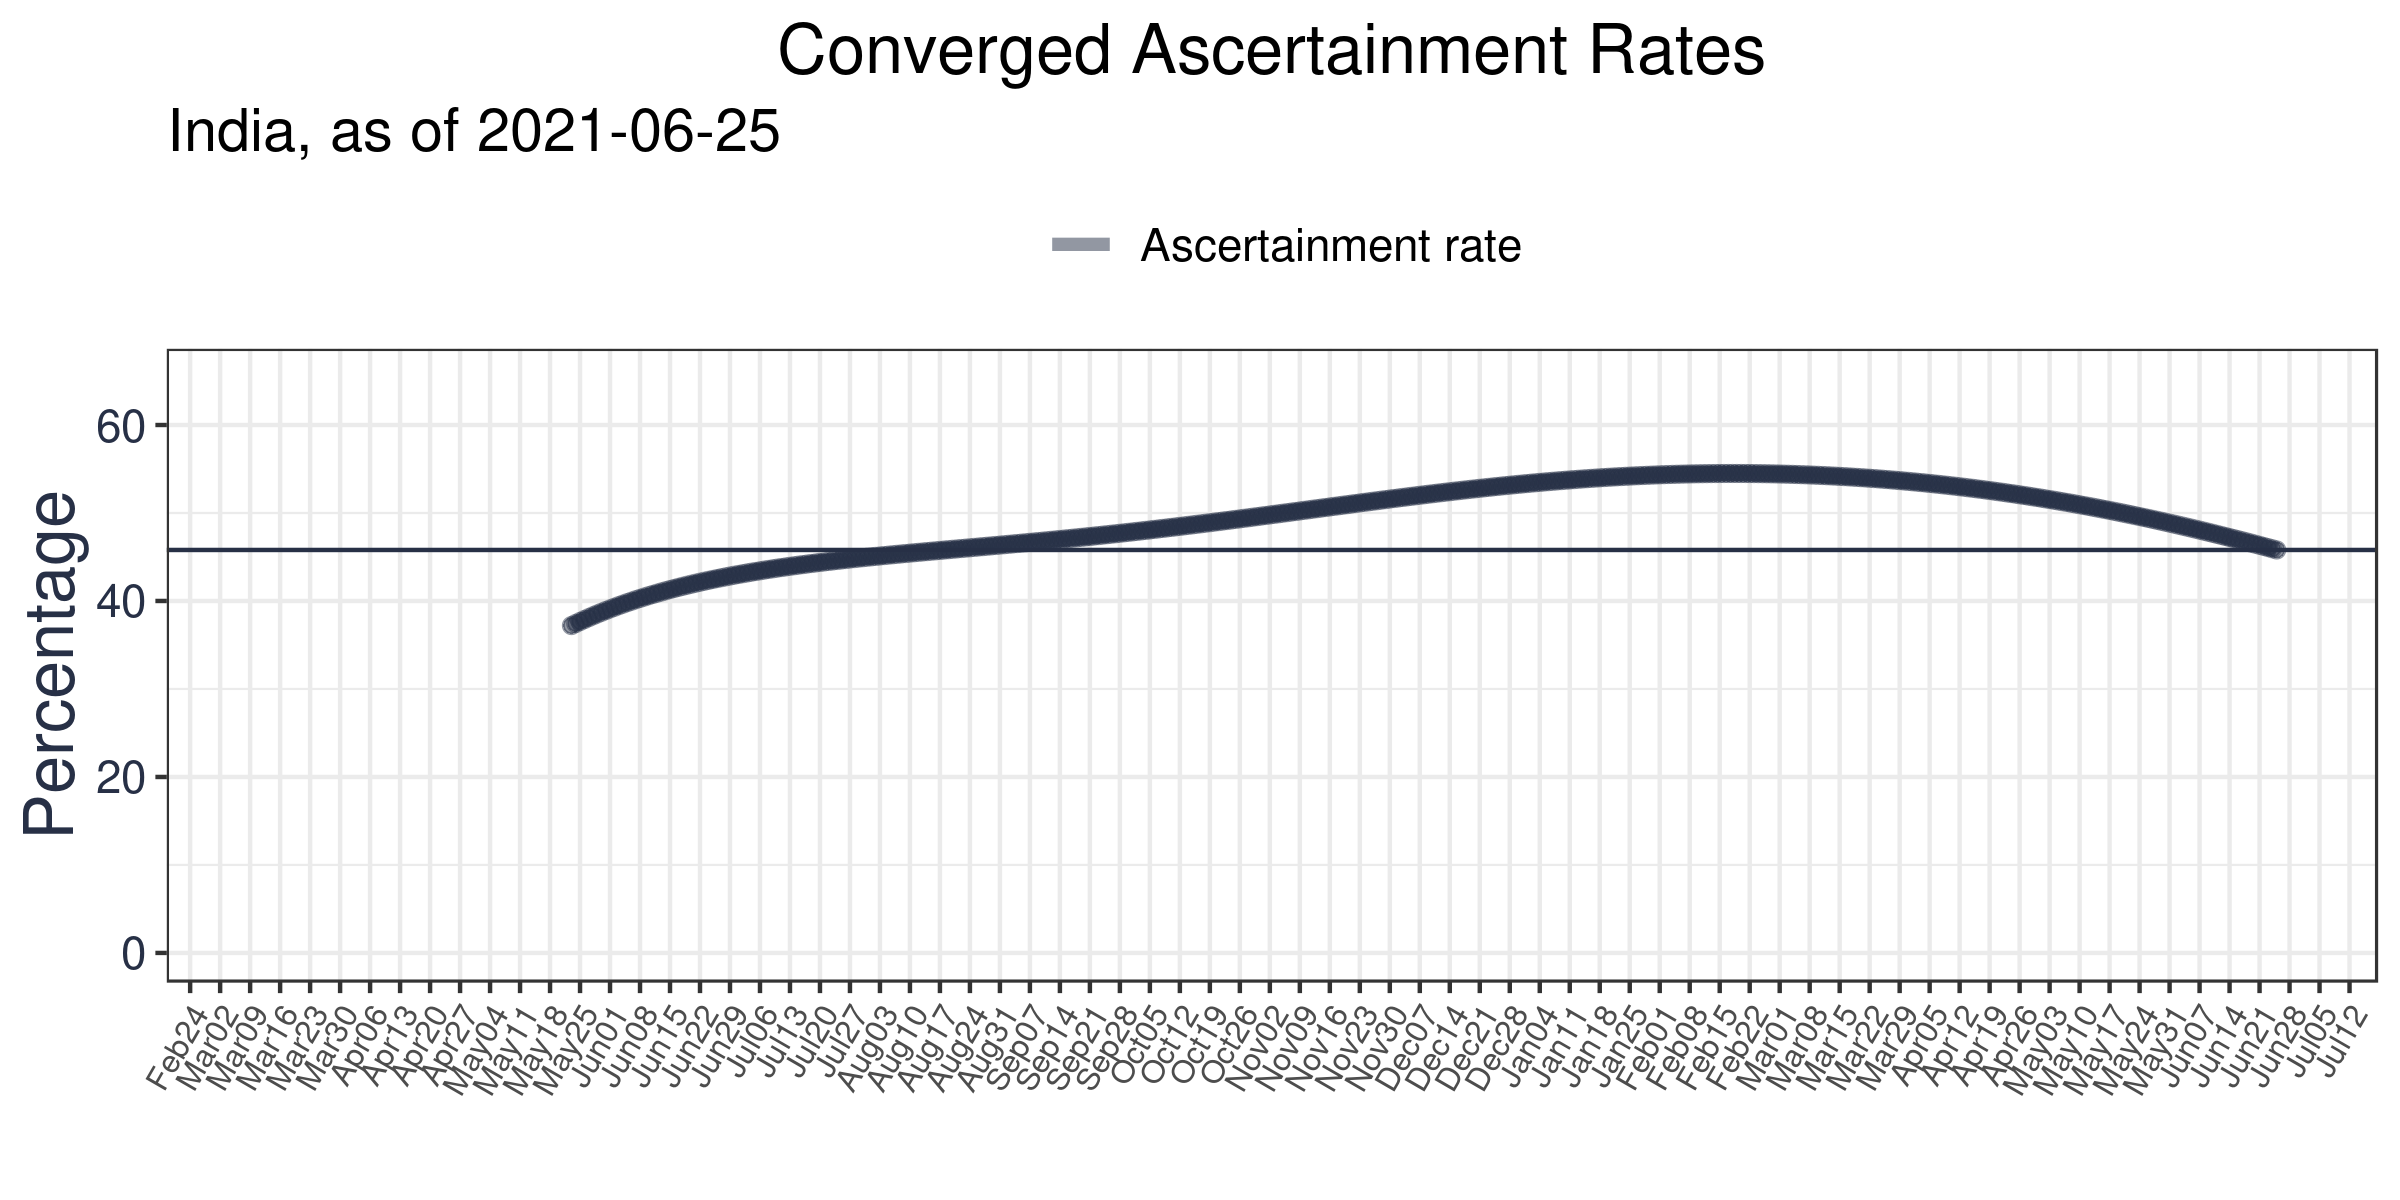 Converged Ascertainment Rates
India, as of 2021-06-25
Ascertainment rate
Percentage
60
40
20
0
Feb24 Mar02 Mar09 Mar16 Mar23 Mar30 Apr06 Apr13 Apr20 Apr27 May04 May11 May18 May25 Jun01 Jun08 Jun15 Jun22 Jun29 Jul06 Jul13 Jul20 Jul27 Aug03 Aug10 Aug17 Aug24 Aug31 Sep07 Sep14 Sep21 Sep28 Oct05 Oct12 Oct19 Oct26 Nov02 Nov09 Nov16 Nov23 Nov30 Dec07 Dec14 Dec21 Dec28 Jan04 Jan11 Jan18 Jan25 Feb01 Feb08 Feb15 Feb22 Mar01 Mar08 Mar15 Mar22 Mar29 Apr05 Apr12 Apr19 Apr26 May03 May10 May17 May24 May31 Jun07 Jun14 Jun21 Jun28 Jul05 Jul12